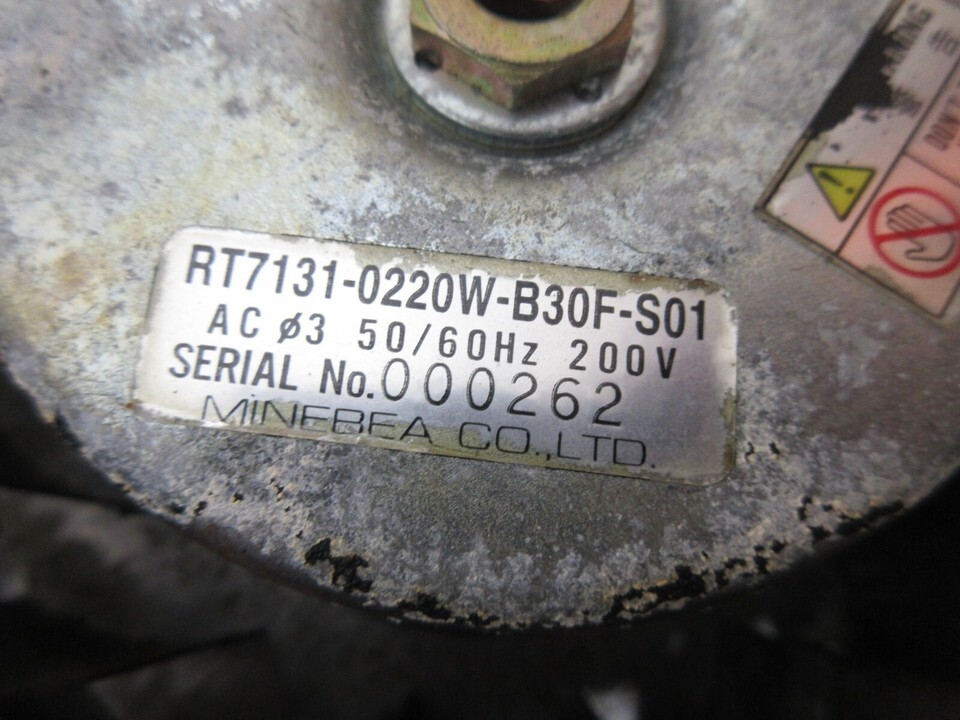 RT7131-0220W-B30F-S01
AC ø3 50/60Hz 200V
SERIAL No.000262
MINEBEA CO.,LTD.